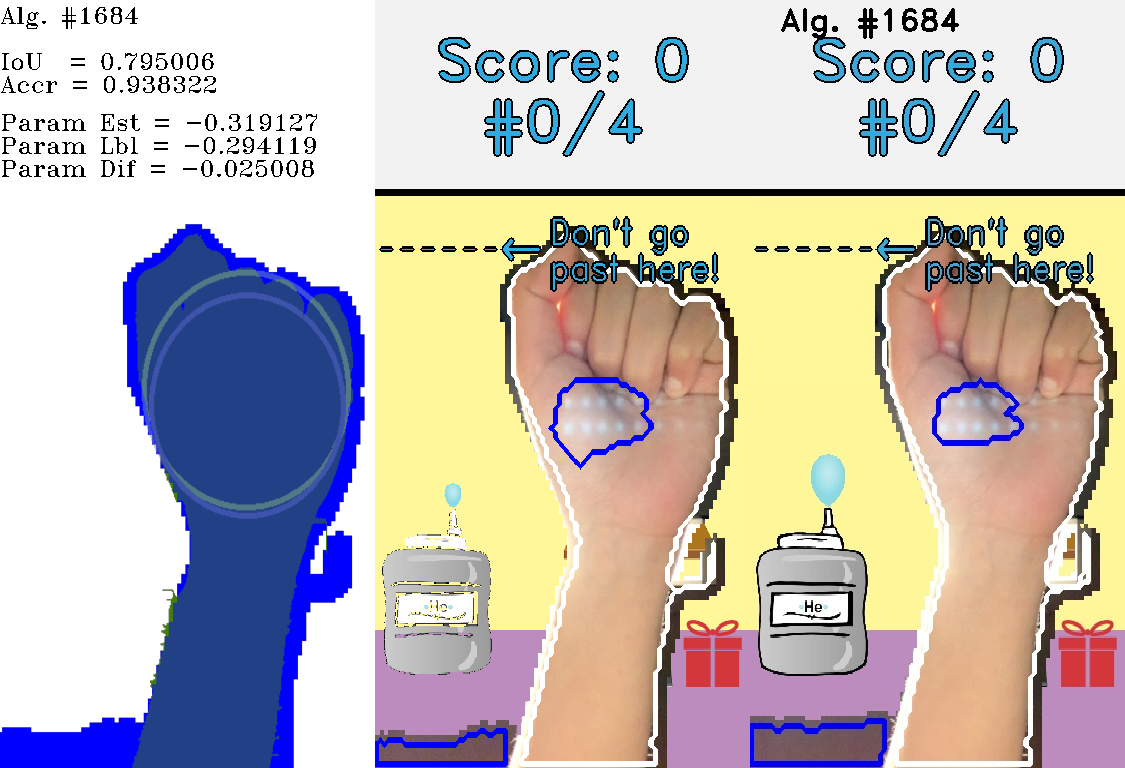 Alg. #1684
IoU = 0.795006
Accr = 0.938322
Param Est = −0.319127
Param Lbl = −0.294119
Param Dif = −0.025008
Score: 0
#0/4
Don't go
past here!
He
Alg. #1684
Score: 0
#0/4
Don't go
past here!
He